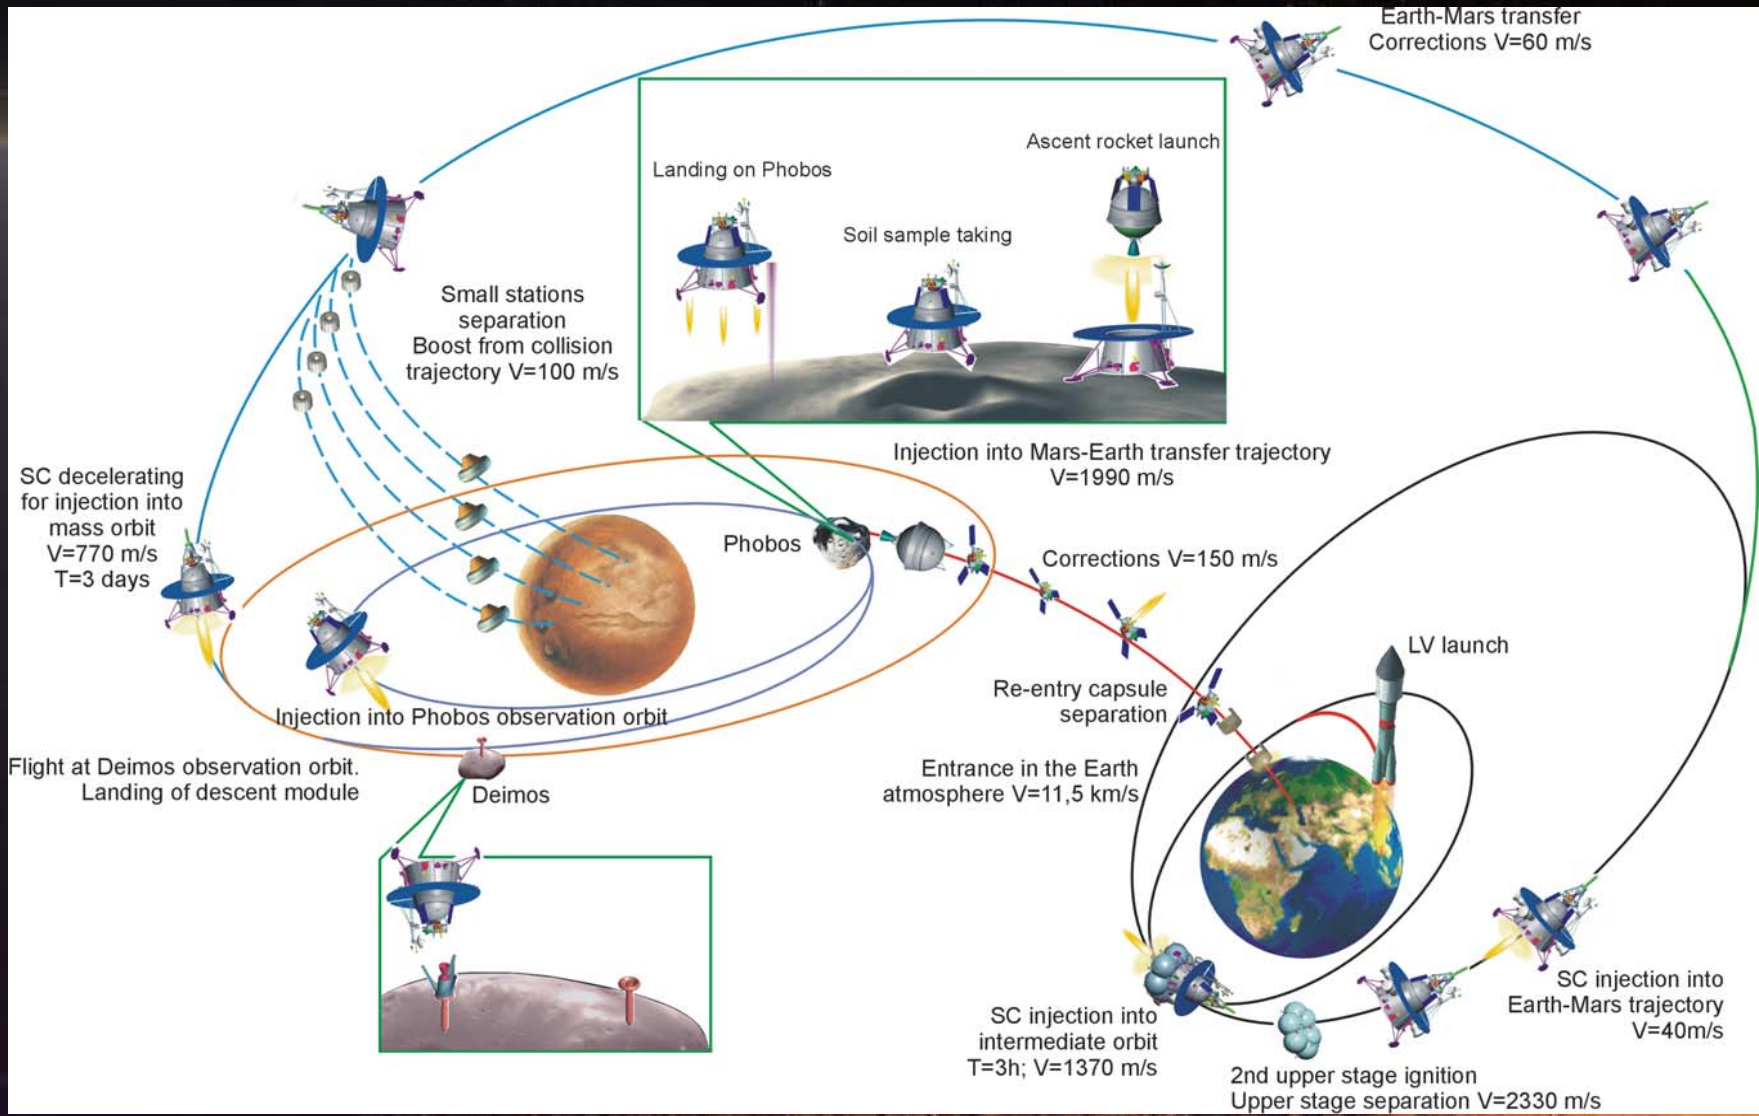 Earth-Mars transfer
Corrections V=60 m/s
Ascent rocket launch
Landing on Phobos
Soil sample taking
Small stations
separation
Boost from collision
trajectory V=100 m/s
Injection into Mars-Earth transfer trajectory
V=1990 m/s
SC decelerating
for injection into
mass orbit
V=770 m/s
T=3 days
Phobos
Corrections V=150 m/s
LV launch
Re-entry capsule
separation
Injection into Phobos observation orbit
Flight at Deimos observation orbit.
Landing of descent module
Deimos
Entrance in the Earth
atmosphere V=11,5 km/s
SC injection into
Earth-Mars trajectory
V=40m/s
SC injection into
intermediate orbit
T=3h; V=1370 m/s
2nd upper stage ignition
Upper stage separation V=2330 m/s